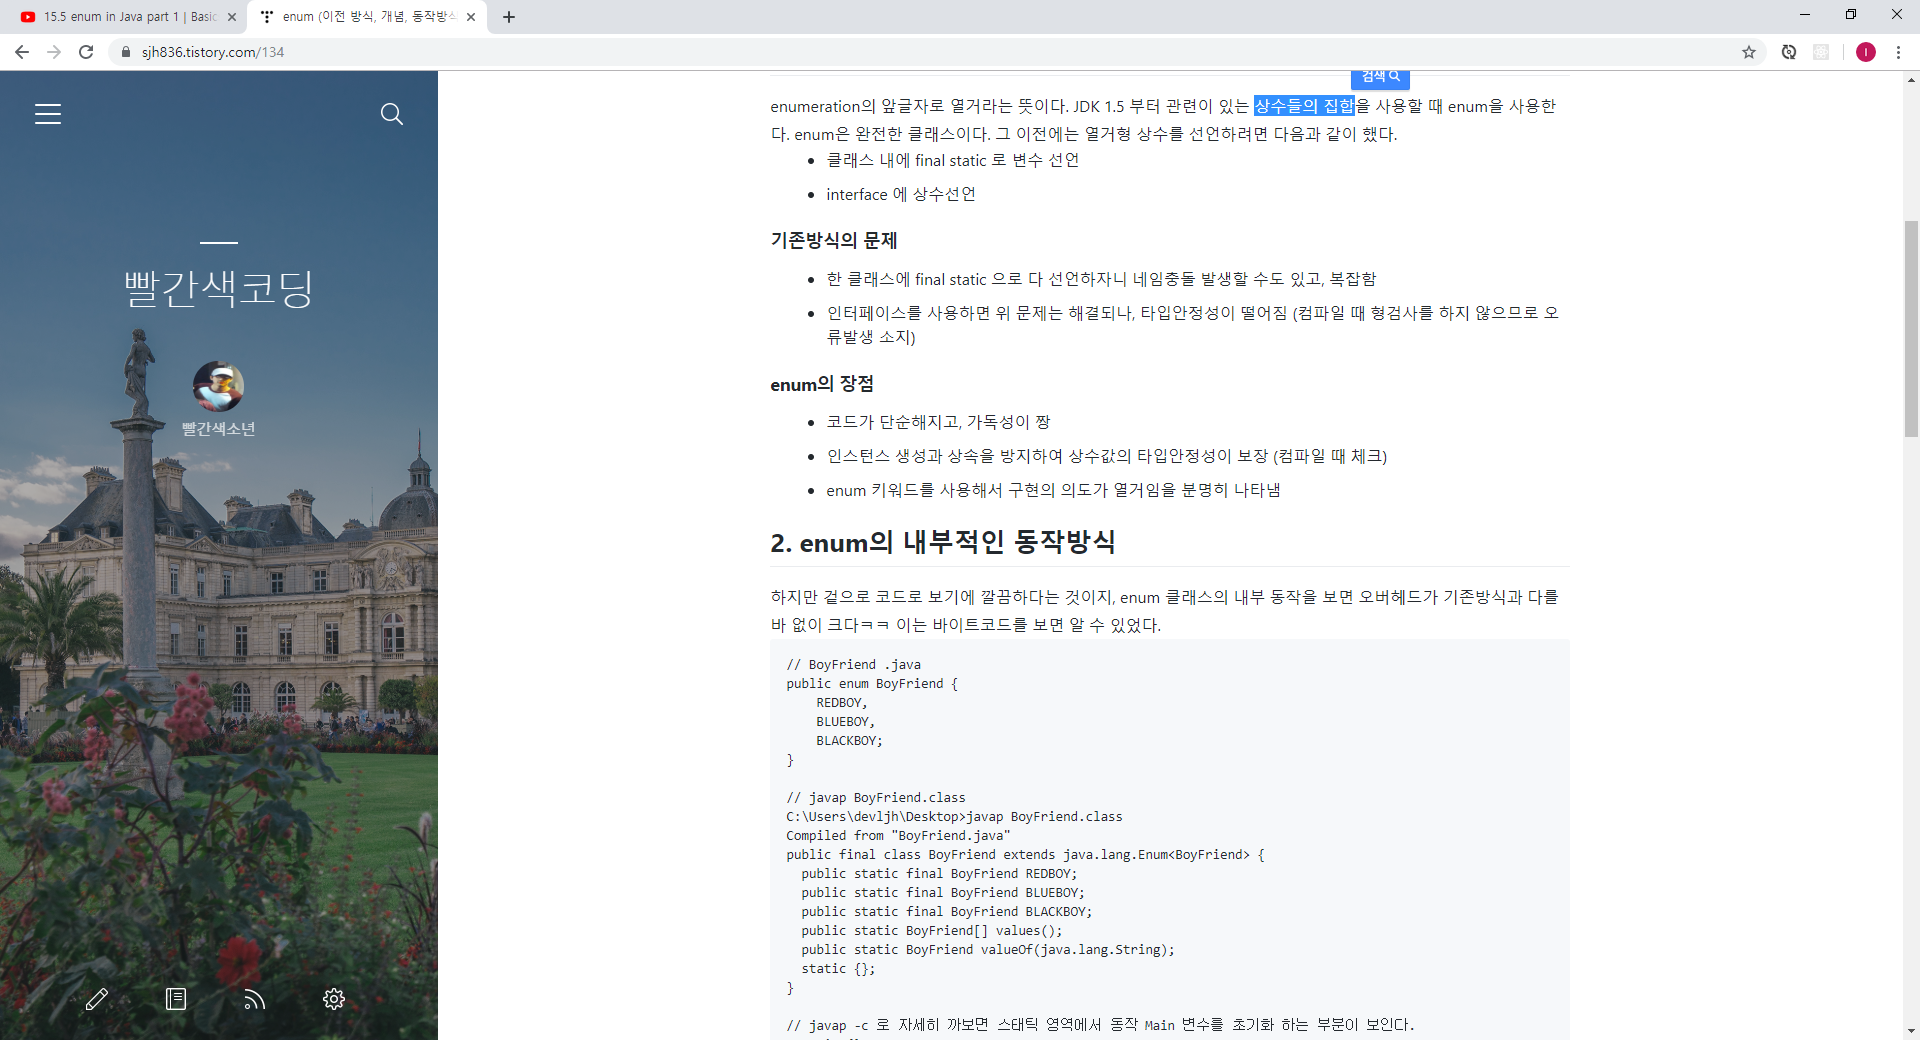 15.5 enum in Java part 1 | Basic
enum (이전 방식, 개념, 동작방식
sjh836.tistory.com/134
I
검색
빨간색코딩
빨간색소년
enumeration의 앞글자로 열거라는 뜻이다. JDK 1.5 부터 관련이 있는 상수들의 집합을 사용할 때 enum을 사용한
다. enum은 완전한 클래스이다. 그 이전에는 열거형 상수를 선언하려면 다음과 같이 했다.
클래스 내에 final static 로 변수 선언
interface 에 상수선언
기존방식의 문제
한 클래스에 final static 으로 다 선언하자니 네임충돌 발생할 수도 있고, 복잡함
인터페이스를 사용하면 위 문제는 해결되나, 타입안정성이 떨어짐 (컴파일 때 형검사를 하지 않으므로 오
류발생 소지)
enum의 장점
코드가 단순해지고, 가독성이 짱
인스턴스 생성과 상속을 방지하여 상수값의 타입안정성이 보장 (컴파일 때 체크)
enum 키워드를 사용해서 구현의 의도가 열거임을 분명히 나타냄
2. enum의 내부적인 동작방식
하지만 겉으로 코드로 보기에 깔끔하다는 것이지, enum 클래스의 내부 동작을 보면 오버헤드가 기존방식과 다를
바 없이 크다ㅋㅋ 이는 바이트코드를 보면 알 수 있었다.
// BoyFriend .java
public enum BoyFriend {
    REDBOY,
    BLUEBOY,
    BLACKBOY;
}
// javap BoyFriend.class
C:\Users\devljh\Desktop>javap BoyFriend.class
Compiled from "BoyFriend.java"
public final class BoyFriend extends java.lang.Enum<BoyFriend> {
  public static final BoyFriend REDBOY;
  public static final BoyFriend BLUEBOY;
  public static final BoyFriend BLACKBOY;
  public static BoyFriend[] values();
  public static BoyFriend valueOf(java.lang.String);
  static {};
}
// javap -c 로 자세히 까보면 스태틱 영역에서 동작 Main 변수를 초기화 하는 부분이 보인다.